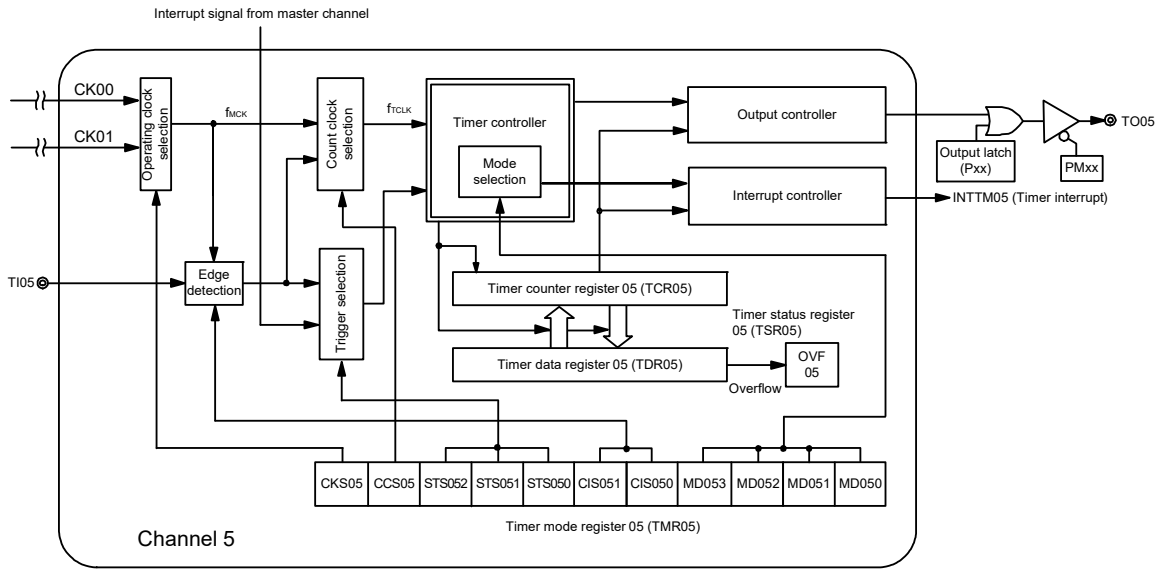 Interrupt signal from master channel
CK00
CK01
Operating clock
selection
fMCK
Count clock
selection
fTCLK
Timer controller
Mode
selection
Output controller
Interrupt controller
Output latch
(Pxx)
PMxx
TO05
INTTM05 (Timer interrupt)
TI05
Edge
detection
Trigger selection
Timer counter register 05 (TCR05)
Timer status register
05 (TSR05)
Timer data register 05 (TDR05)
OVF
05
Overflow
CKS05 CCS05 STS052 STS051 STS050 CIS051 CIS050 MD053 MD052 MD051 MD050
Timer mode register 05 (TMR05)
Channel 5